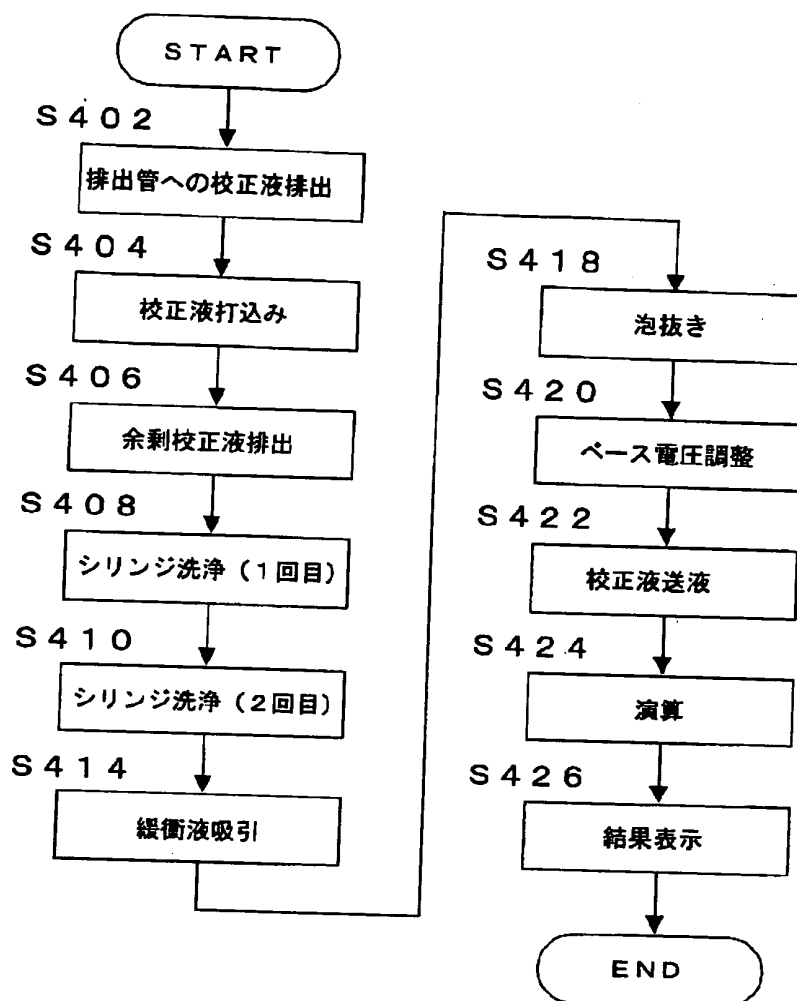 START
S402
排出管への校正液排出
S404
校正液打込み
S406
余剰校正液排出
S408
シリンジ洗浄（1回目）
S410
シリンジ洗浄（2回目）
S414
緩衝液吸引
S418
泡抜き
S420
ベース電圧調整
S422
校正液送液
S424
演算
S426
結果表示
END